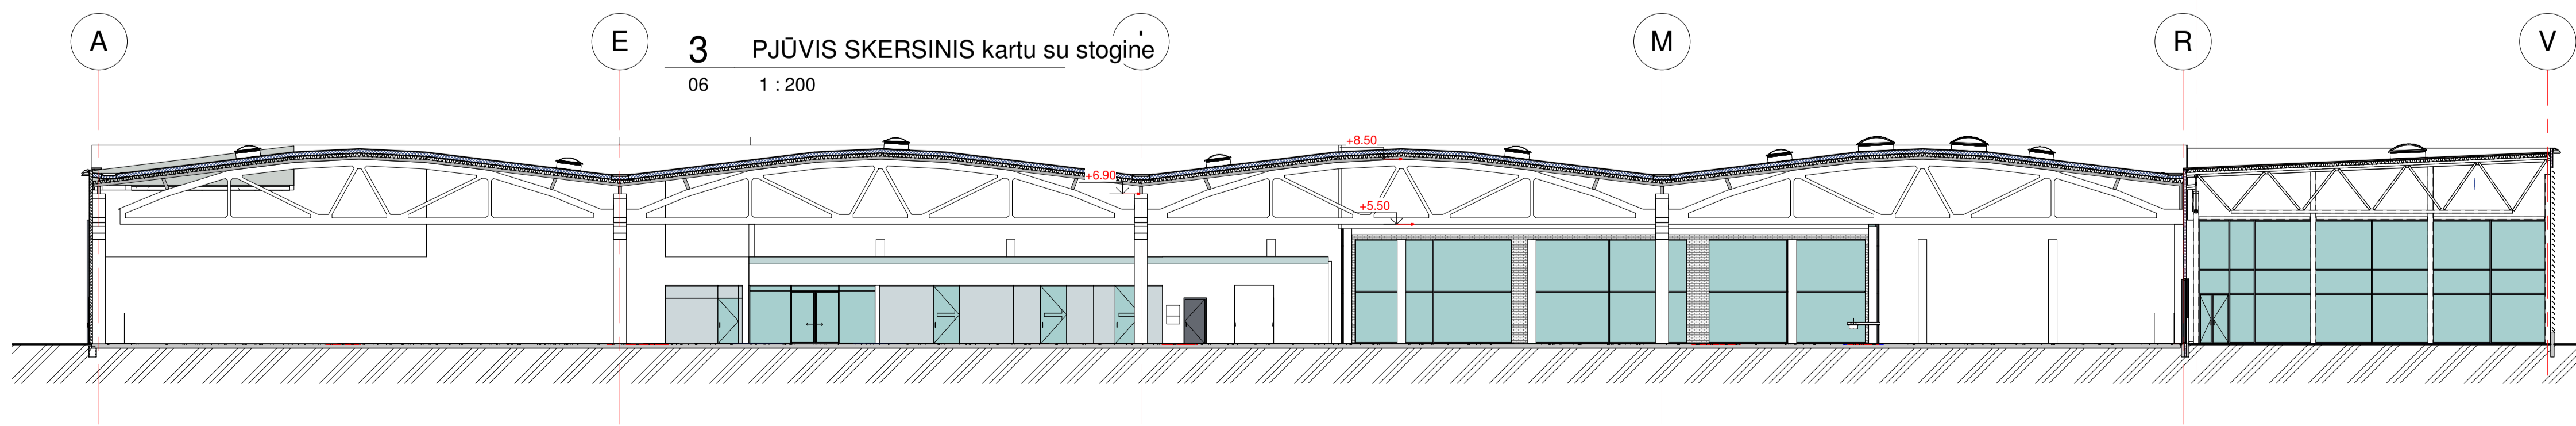 A
E
3 PJŪVIS SKERSINIS kartu su stogine
06 1 : 200
M
R
V
+8.50
+6.90
+5.50